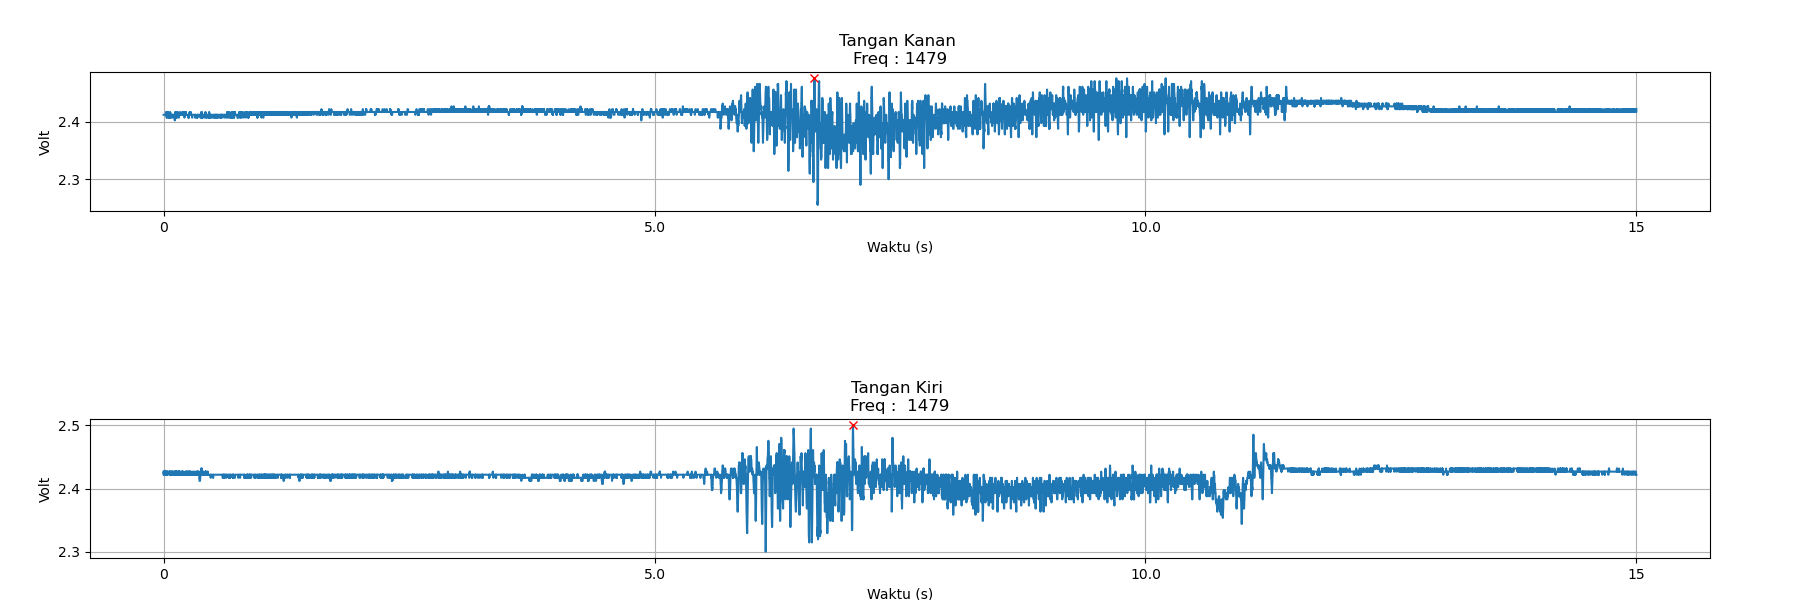 Tangan Kanan
Freq : 1479
Volt
2.4
2.3
0 5.0 10.0 15
Waktu (s)
Tangan Kiri
Freq :  1479
Volt
2.5
2.4
2.3
0 5.0 10.0 15
Waktu (s)